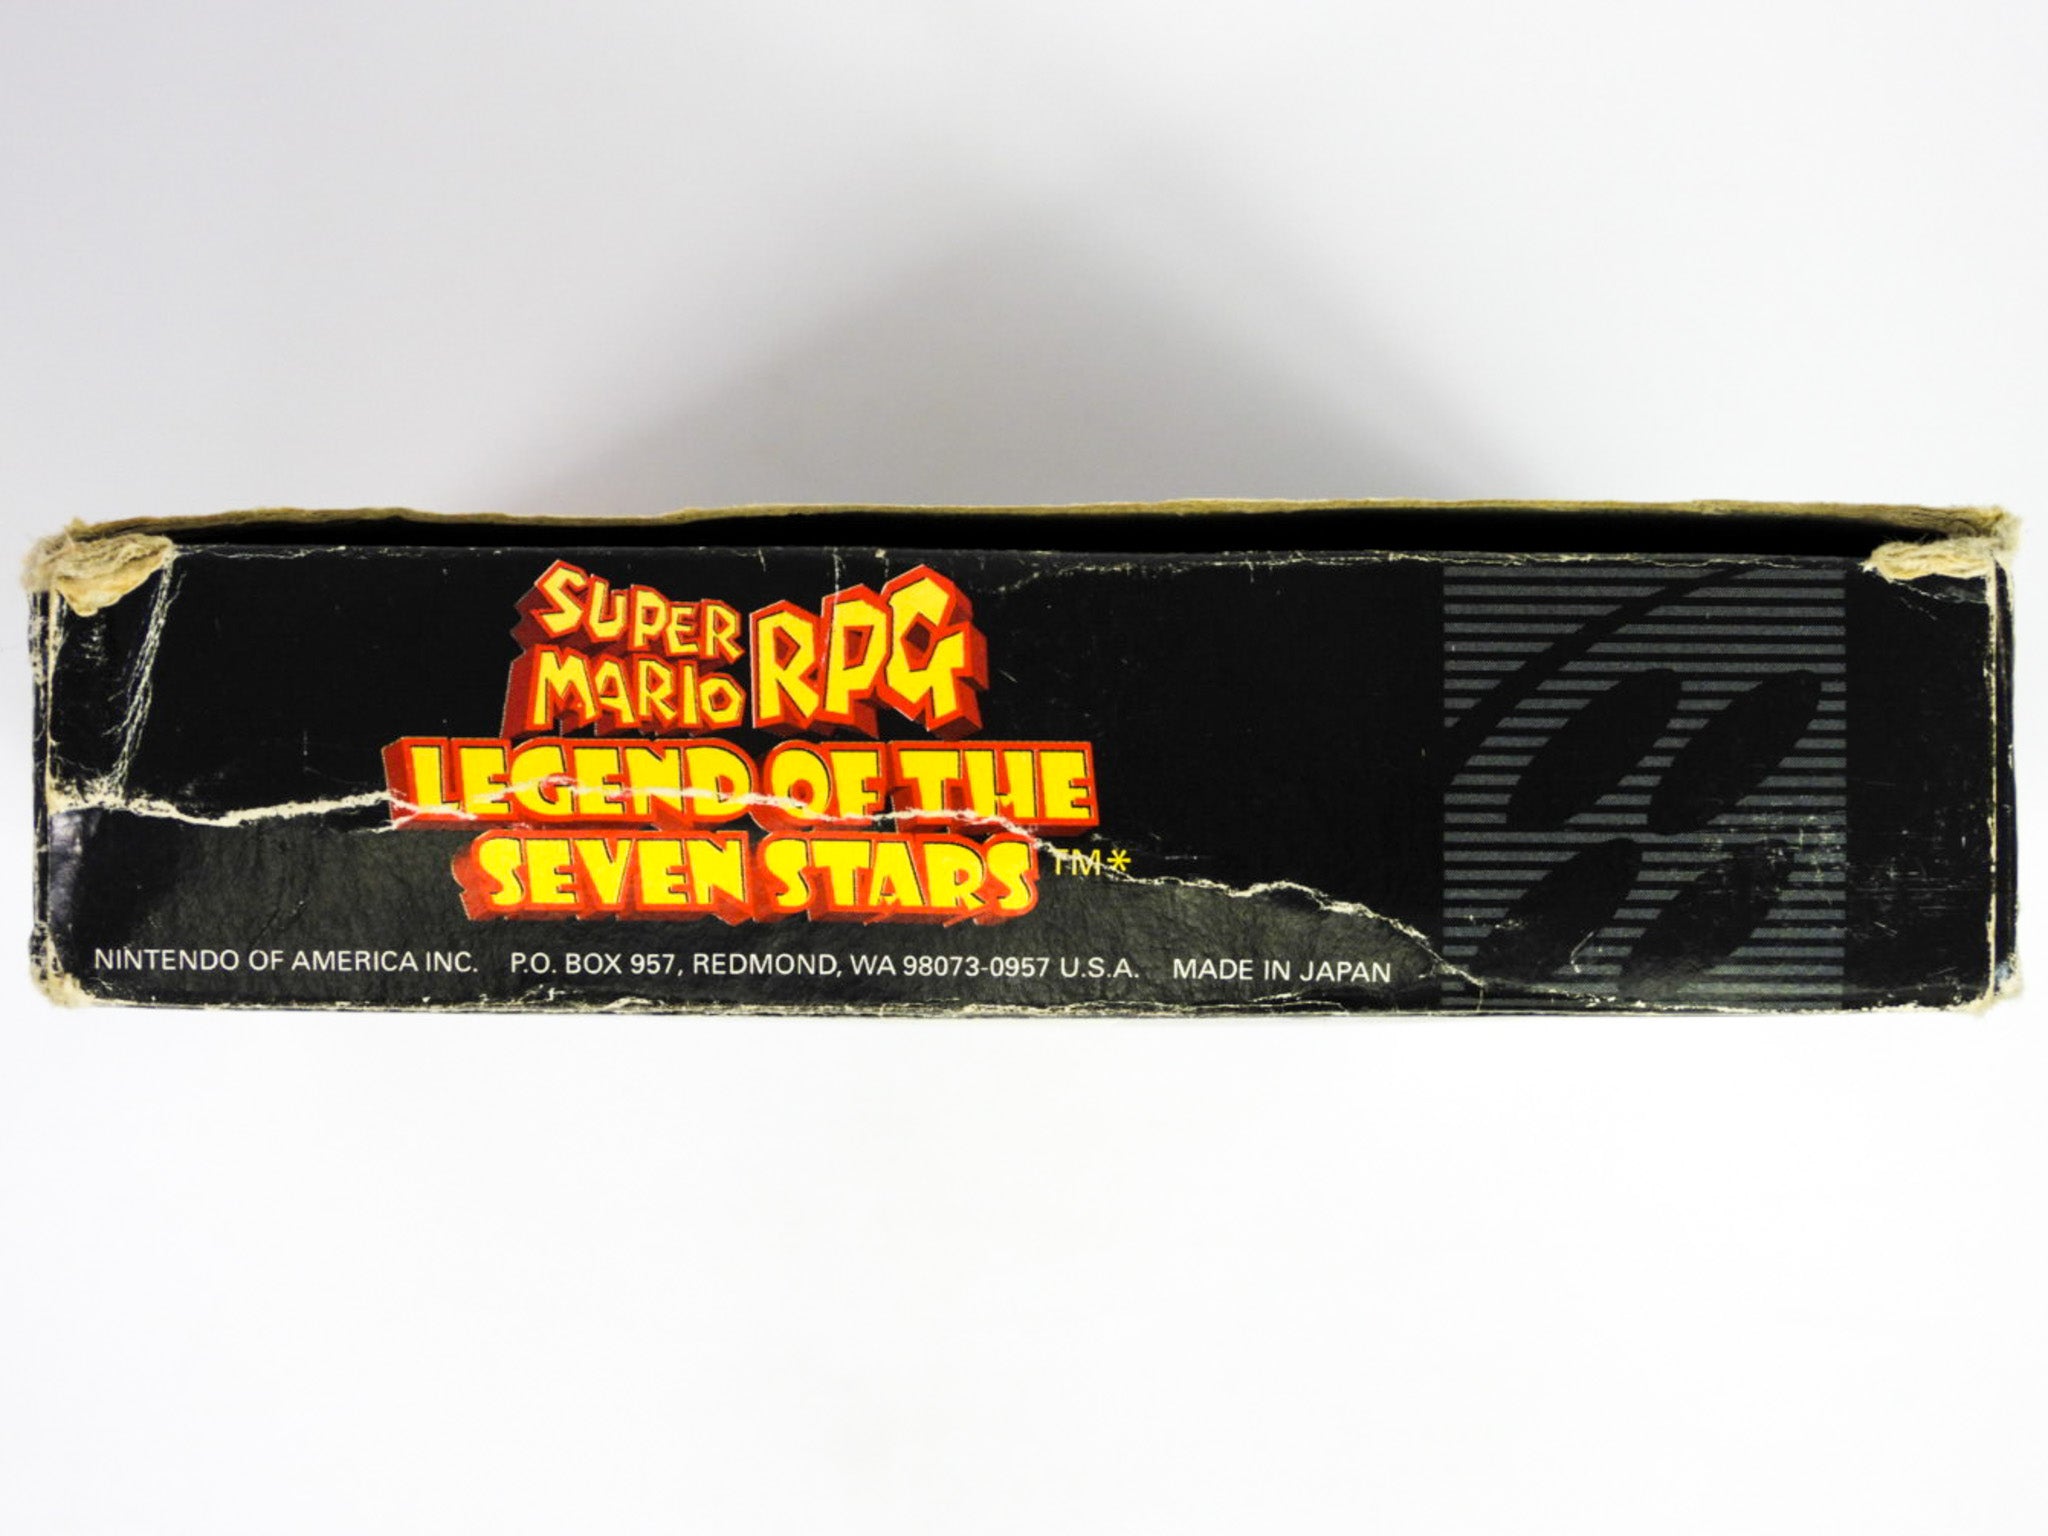 SUPER
MARIO RPG
LEGEND OF THE
SEVEN STARS TM*
NINTENDO OF AMERICA INC. P.O. BOX 957, REDMOND, WA 98073-0957 U.S.A. MADE IN JAPAN